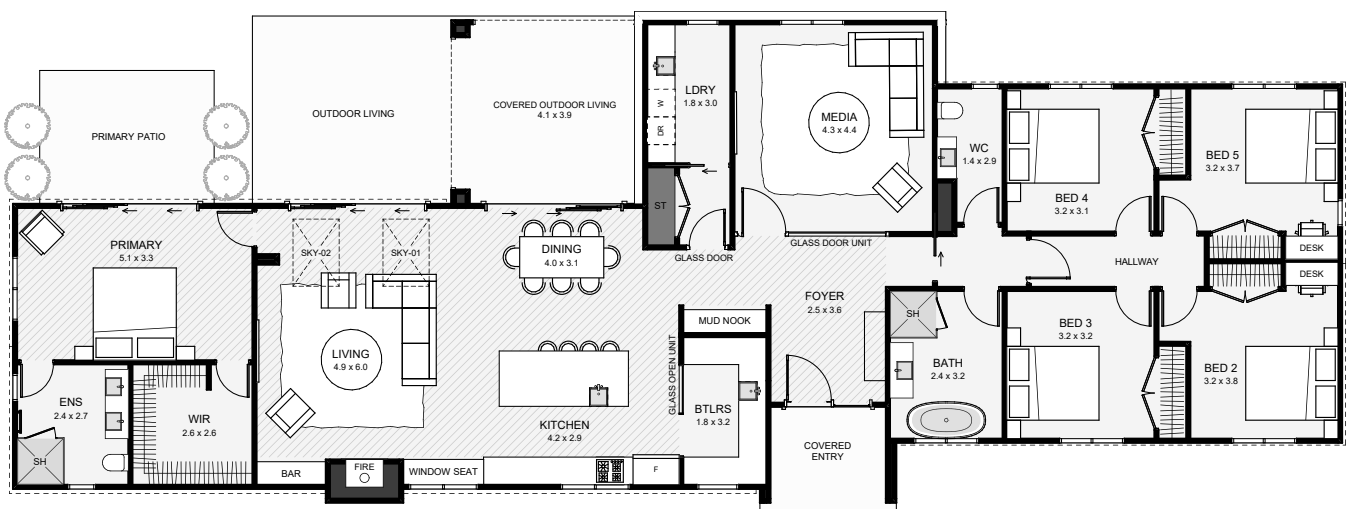 PRIMARY PATIO
OUTDOOR LIVING
COVERED OUTDOOR LIVING
4.1 x 3.9
LDRY
1.8 x 3.0
W
DR
ST
MEDIA
4.3 x 4.4
WC
1.4 x 2.9
BED 4
3.2 x 3.1
BED 5
3.2 x 3.7
DESK
DESK
PRIMARY
5.1 x 3.3
SKY-02
SKY-01
DINING
4.0 x 3.1
GLASS DOOR
GLASS DOOR UNIT
HALLWAY
FOYER
2.5 x 3.6
MUD NOOK
SH
BATH
2.4 x 3.2
BED 3
3.2 x 3.2
BED 2
3.2 x 3.8
LIVING
4.9 x 6.0
GLASS OPEN UNIT
ENS
2.4 x 2.7
SH
WIR
2.6 x 2.6
KITCHEN
4.2 x 2.9
BTLRS
1.8 x 3.2
COVERED
ENTRY
BAR
FIRE
WINDOW SEAT
F